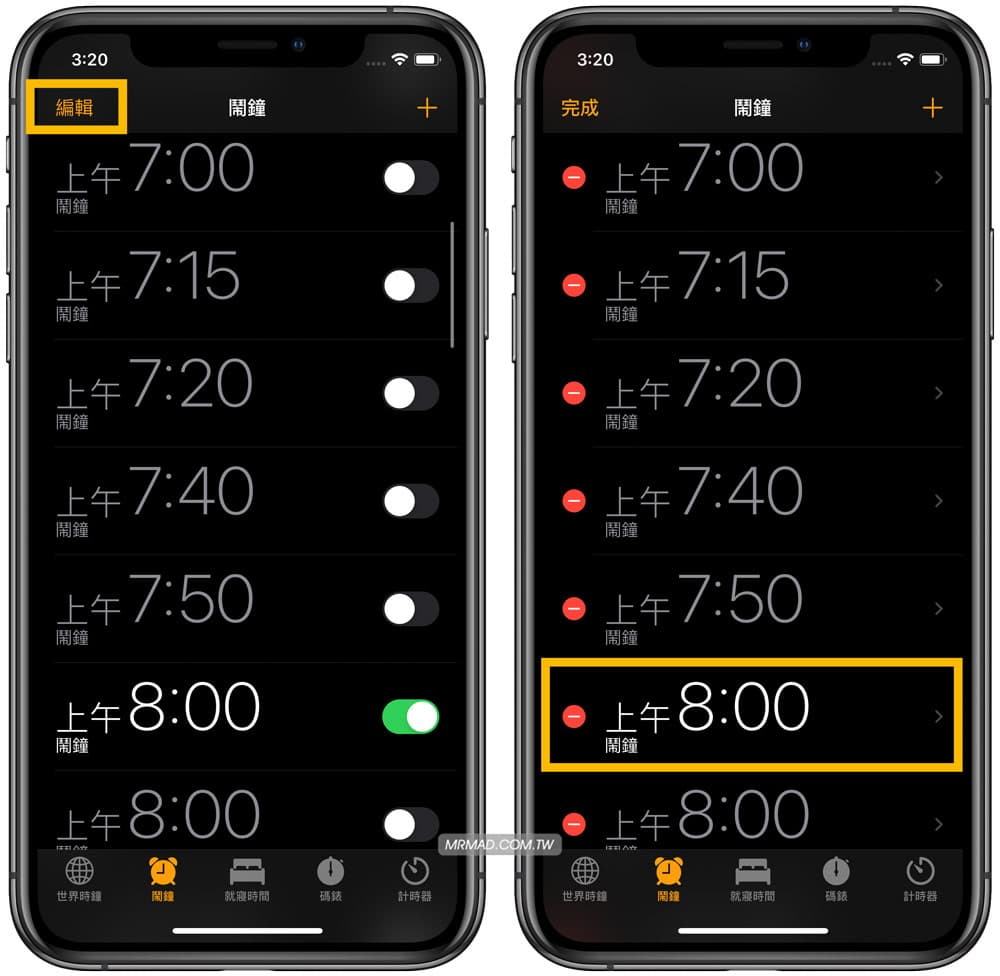 3:20
編輯
鬧鐘
上午 7:00
鬧鐘
上午 7:15
鬧鐘
上午 7:20
鬧鐘
上午 7:40
鬧鐘
上午 7:50
鬧鐘
上午 8:00
鬧鐘
上午 8:00
世界時鐘 鬧鐘 就寢時間 碼錶 計時器
3:20
完成
鬧鐘
上午 7:00
鬧鐘
上午 7:15
鬧鐘
上午 7:20
鬧鐘
上午 7:40
鬧鐘
上午 7:50
鬧鐘
上午 8:00
鬧鐘
上午 8:00
世界時鐘 鬧鐘 就寢時間 碼錶 計時器
MRMAD.COM.TW